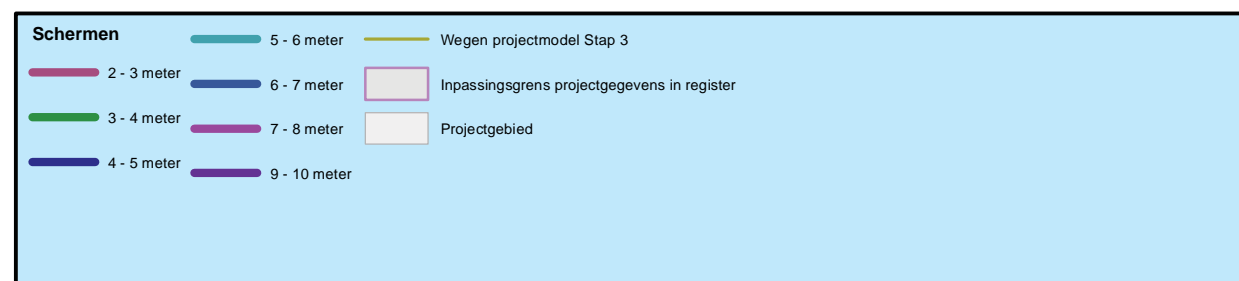 Schermen
2 - 3 meter
3 - 4 meter
4 - 5 meter
5 - 6 meter
6 - 7 meter
7 - 8 meter
9 - 10 meter
Wegen projectmodel Stap 3
Inpassingsgrens projectgegevens in register
Projectgebied